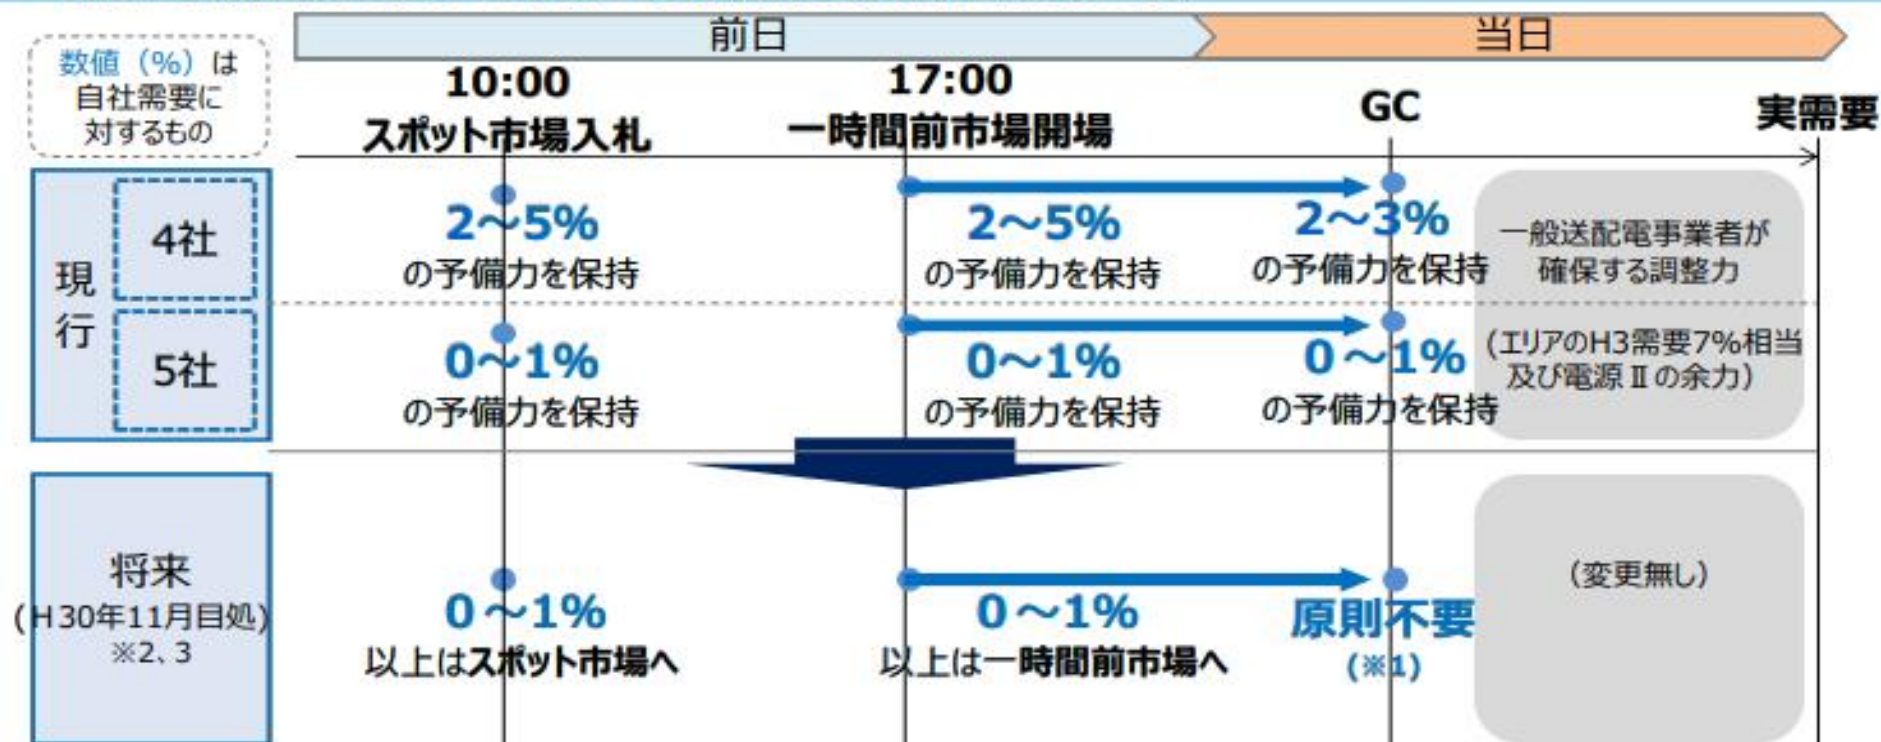 前日
当日
数値（%）は
自社需要に
対するもの
10:00
スポット市場入札
17:00
一時間前市場開場
GC
実需要
現行
4社
2～5%
の予備力を保持
2～5%
の予備力を保持
2～3%
の予備力を保持
一般送配電事業者が
確保する調整力
5社
0～1%
の予備力を保持
0～1%
の予備力を保持
0～1%
の予備力を保持
(エリアのH3需要7%相当
及び電源Ⅱの余力)
将来
(H30年11月目処)
※2、3
0～1%
以上はスポット市場へ
0～1%
以上は一時間前市場へ
原則不要
(※1)
(変更無し)